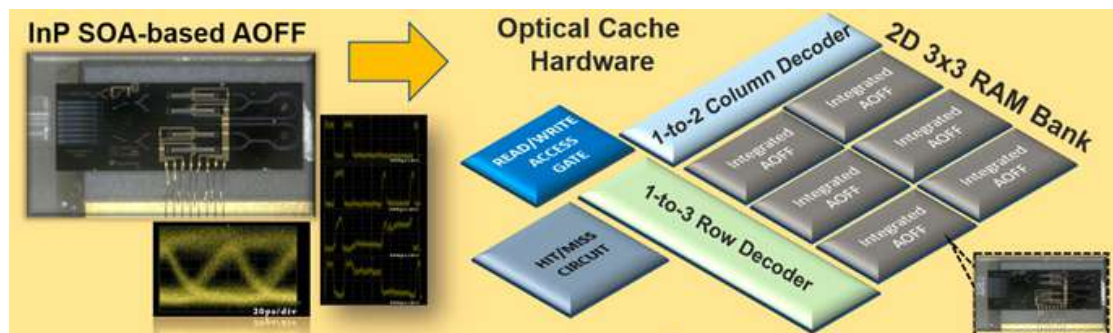 InP SOA-based AOFF
Optical Cache
Hardware
1-to-2 Column Decoder
2D 3x3 RAM Bank
READ/WRITE
ACCESS
GATE
Integrated
AOFF
Integrated
AOFF
Integrated
AOFF
Integrated
AOFF
Integrated
AOFF
Integrated
AOFF
HIT/MISS
CIRCUIT
1-to-3 Row Decoder
20ps/div